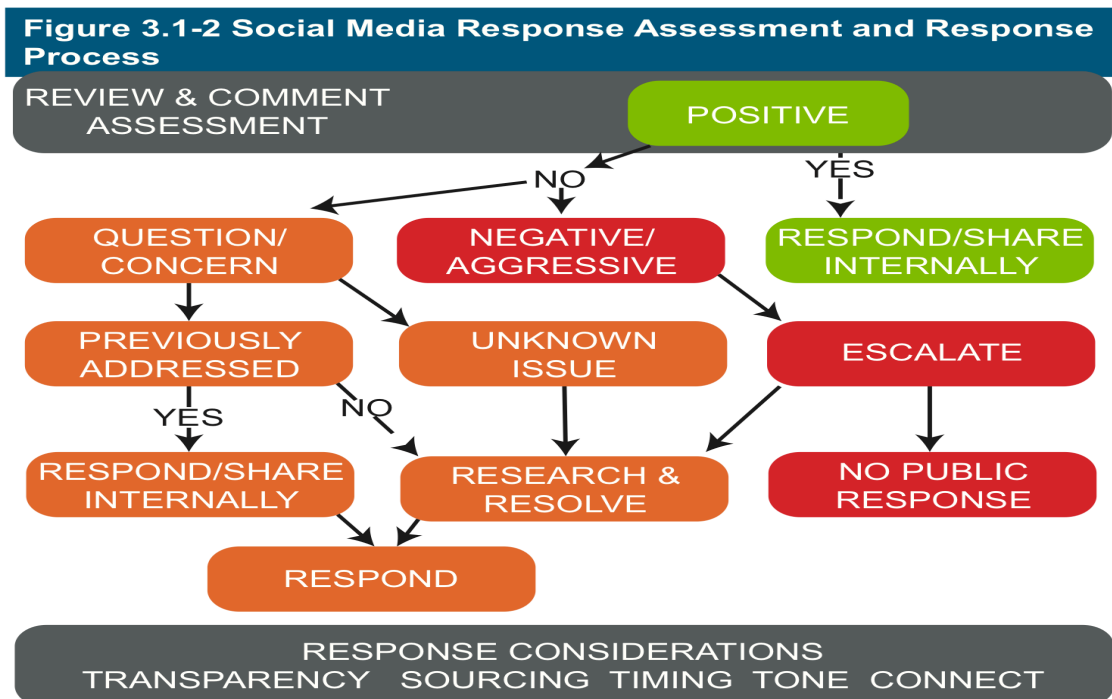 Figure 3.1-2 Social Media Response Assessment and Response
Process
REVIEW & COMMENT
ASSESSMENT
POSITIVE
NO
YES
QUESTION/
CONCERN
NEGATIVE/
AGGRESSIVE
RESPOND/SHARE
INTERNALLY
PREVIOUSLY
ADDRESSED
UNKNOWN
ISSUE
ESCALATE
YES
NO
RESPOND/SHARE
INTERNALLY
RESEARCH &
RESOLVE
NO PUBLIC
RESPONSE
RESPOND
RESPONSE CONSIDERATIONS
TRANSPARENCY SOURCING TIMING TONE CONNECT